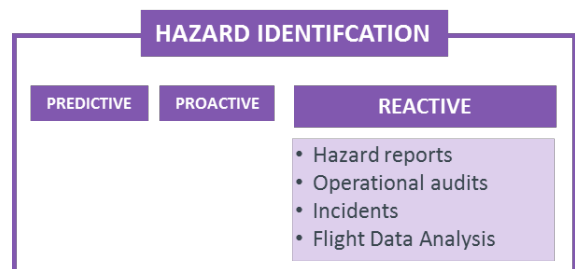 HAZARD IDENTIFCATION
PREDICTIVE
PROACTIVE
REACTIVE
• Hazard reports
• Operational audits
• Incidents
• Flight Data Analysis